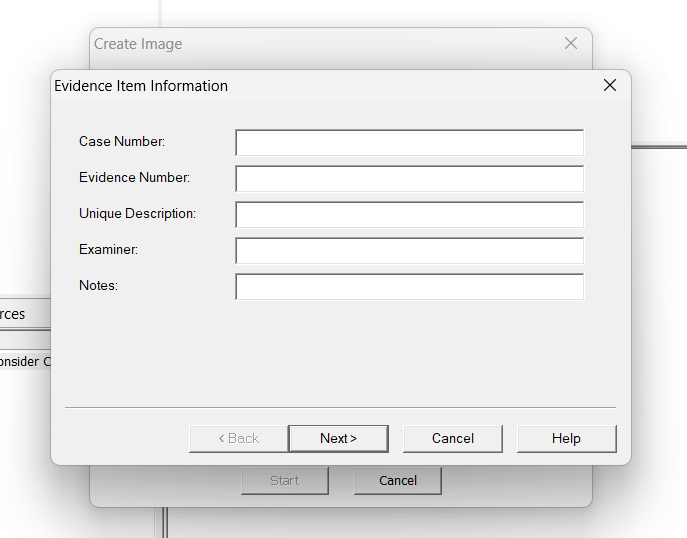 Create Image
Evidence Item Information
Case Number:
Evidence Number:
Unique Description:
Examiner:
Notes:
rces
onsider C
< Back
Next >
Cancel
Help
Start
Cancel